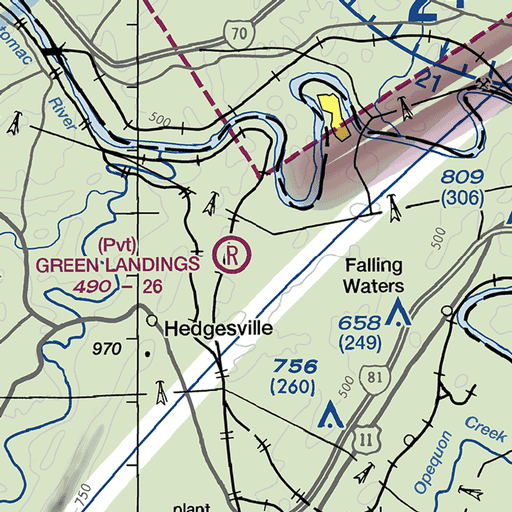 21
70
omac
River
500
21
809
(306)
500
(Pvt)
GREEN LANDINGS
490 - 26
R
Falling
Waters
Hedgesville
658
(249)
970
756
(260)
500
81
11
Creek
Opequon
750
plant